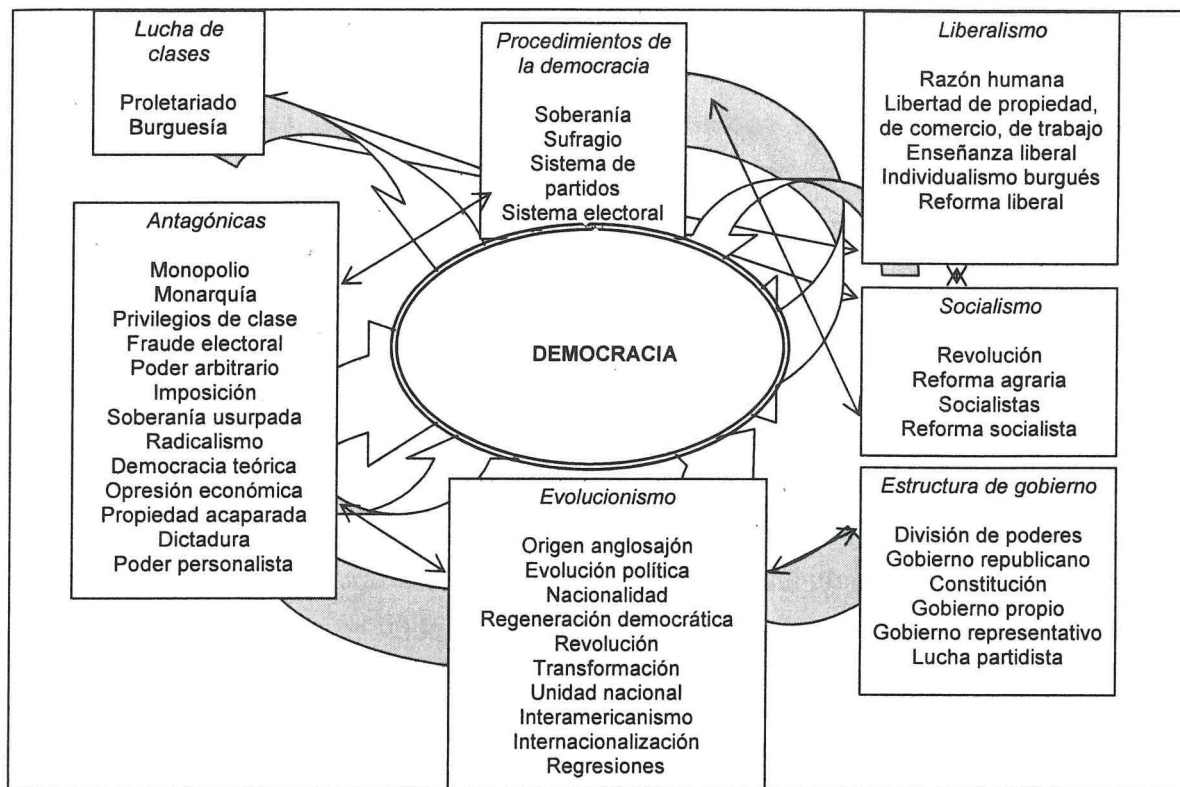 Lucha de
clases
Proletariado
Burguesía
Procedimientos de
la democracia
Soberanía
Sufragio
Sistema de
partidos
Sistema electoral
Liberalismo
Razón humana
Libertad de propiedad,
de comercio, de trabajo
Enseñanza liberal
Individualismo burgués
Reforma liberal
Antagónicas
Monopolio
Monarquía
Privilegios de clase
Fraude electoral
Poder arbitrario
Imposición
Soberanía usurpada
Radicalismo
Democracia teórica
Opresión económica
Propiedad acaparada
Dictadura
Poder personalista
DEMOCRACIA
Socialismo
Revolución
Reforma agraria
Socialistas
Reforma socialista
Evolucionismo
Origen anglosajón
Evolución política
Nacionalidad
Regeneración democrática
Revolución
Transformación
Unidad nacional
Interamericanismo
Internacionalización
Regresiones
Estructura de gobierno
División de poderes
Gobierno republicano
Constitución
Gobierno propio
Gobierno representativo
Lucha partidista